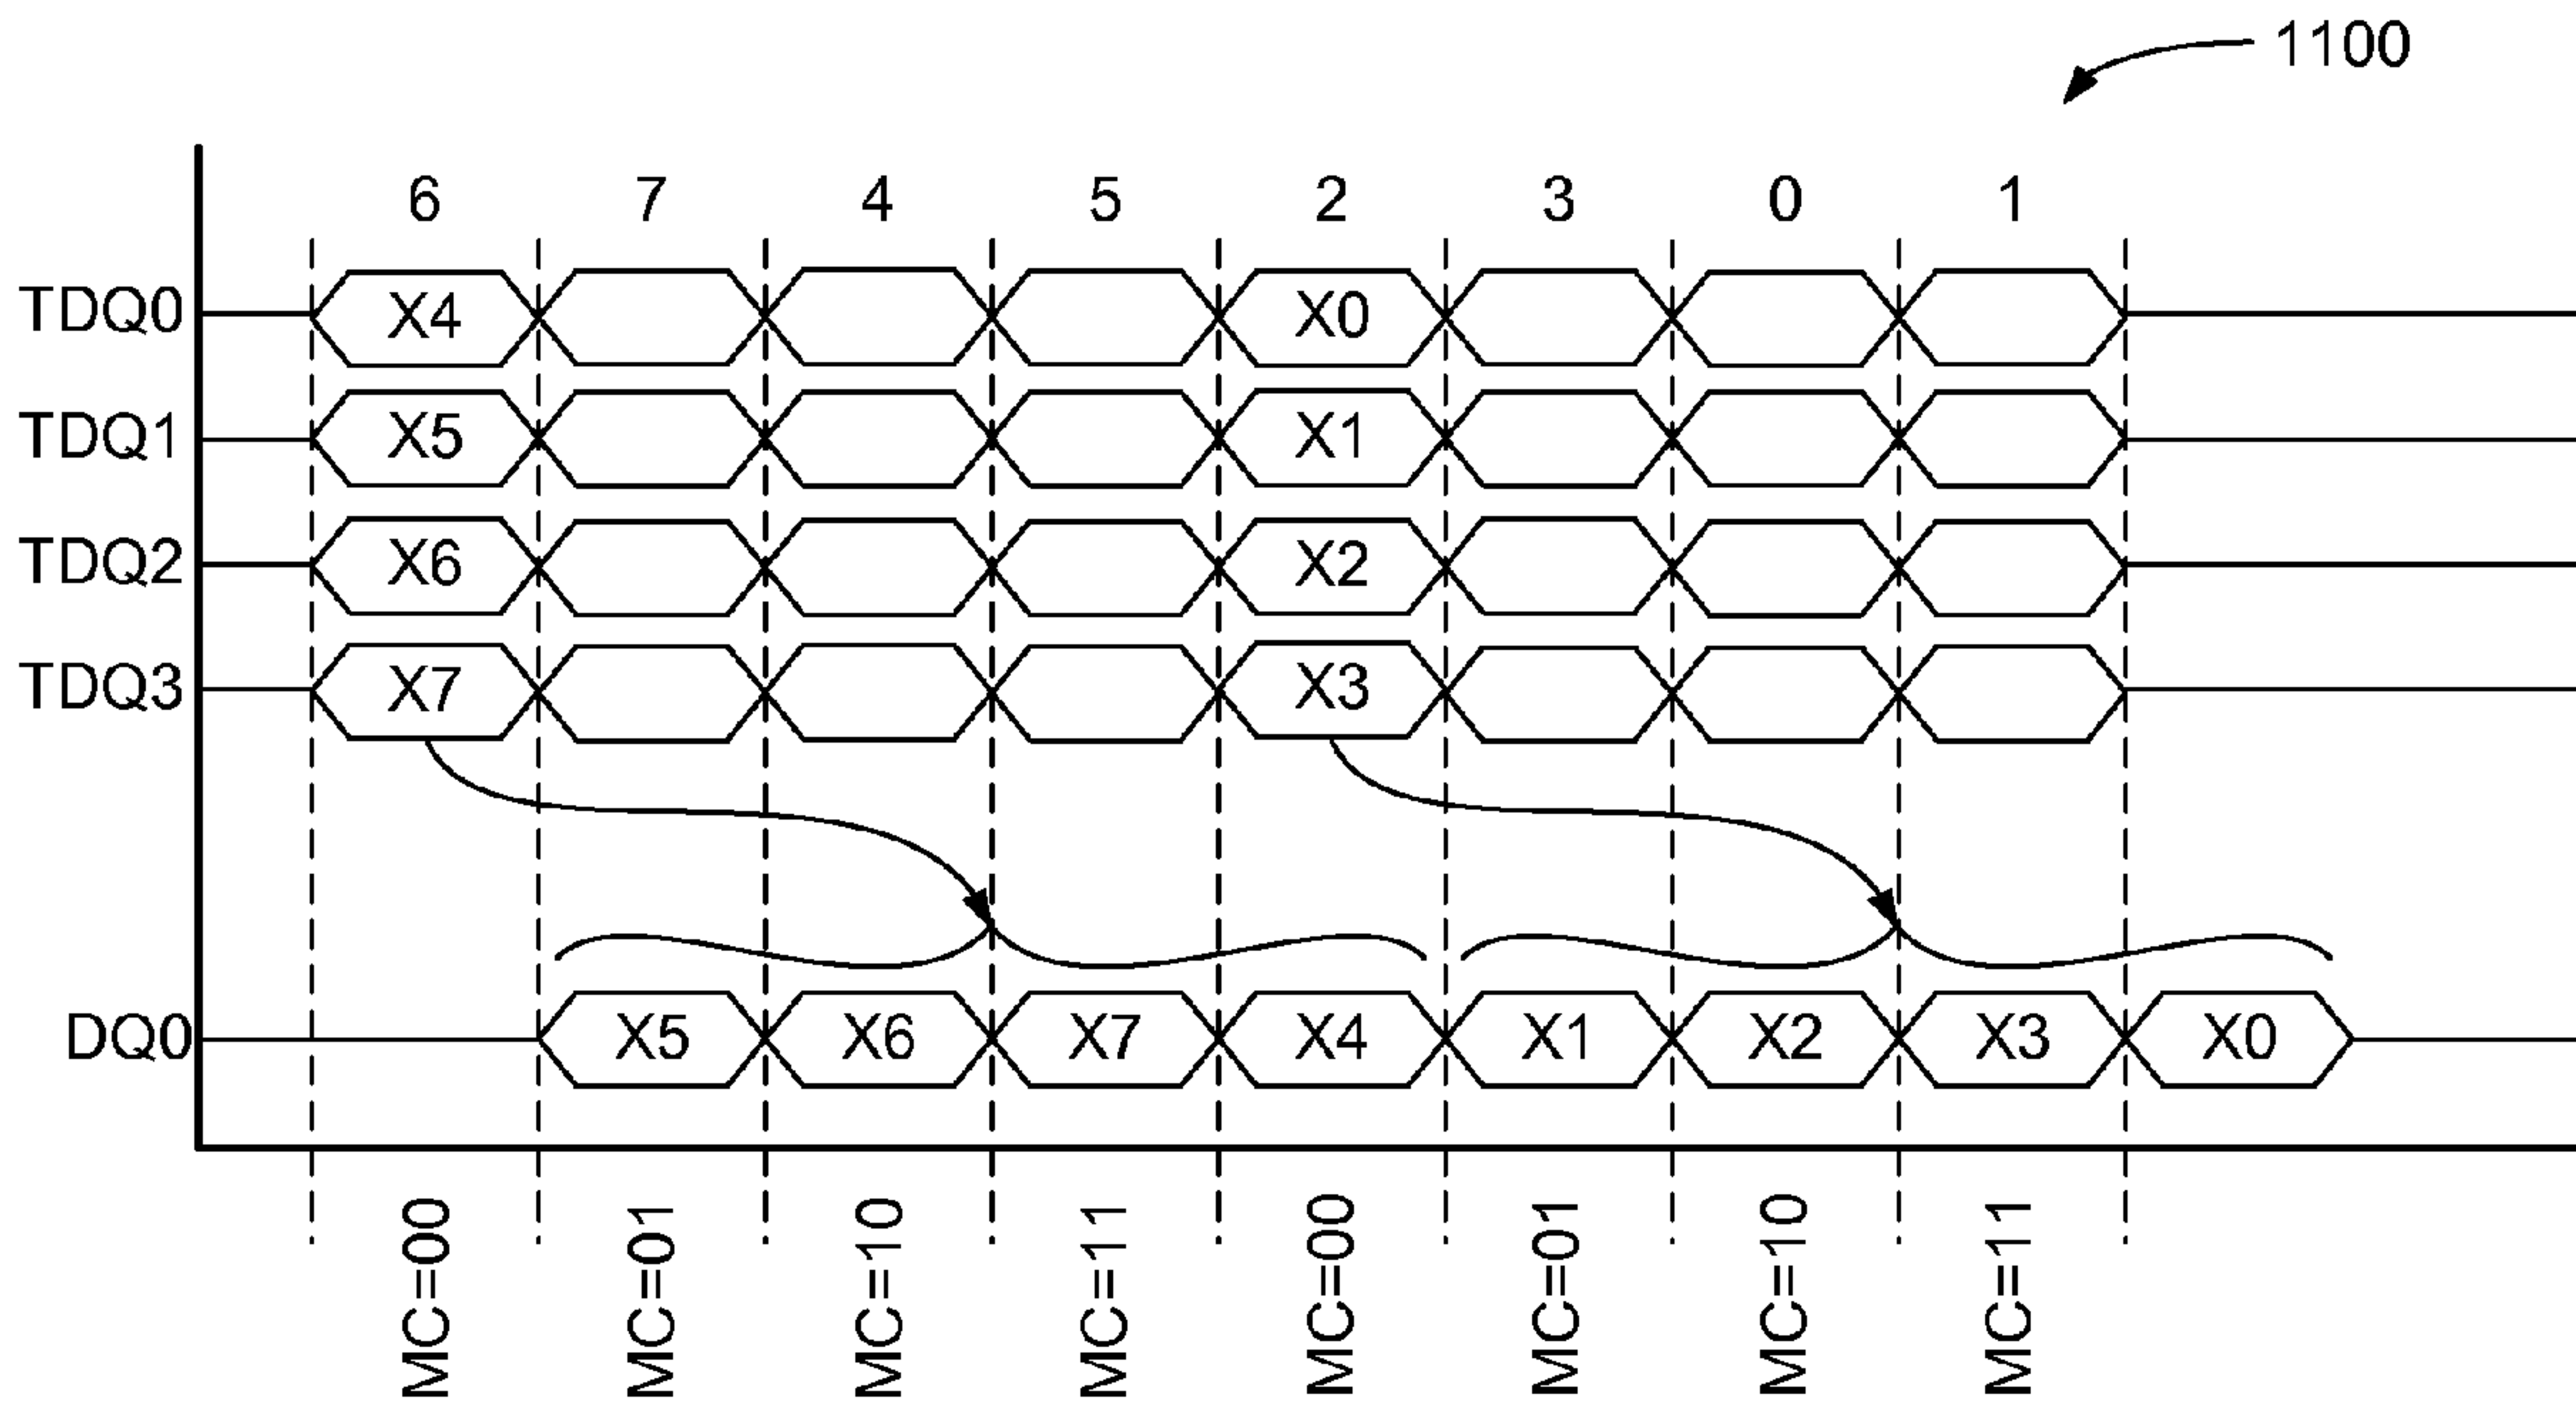 1100
6 7 4 5 2 3 0 1
TDQ0 X4 X0
TDQ1 X5 X1
TDQ2 X6 X2
TDQ3 X7 X3
DQ0 X5 X6 X7 X4 X1 X2 X3 X0
MC=00 MC=01 MC=10 MC=11 MC=00 MC=01 MC=10 MC=11